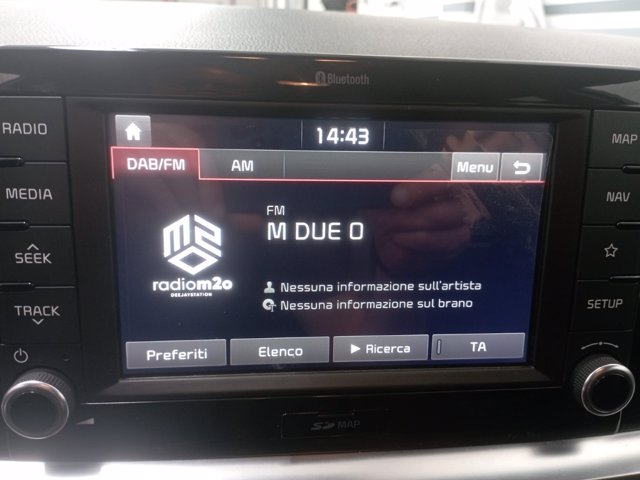 Bluetooth
RADIO
MEDIA
SEEK
TRACK
14:43
DAB/FM
AM
Menu
FM
M DUE O
m2o
radiom2o
DEEJAYSTATION
Nessuna informazione sull'artista
Nessuna informazione sul brano
Preferiti
Elenco
Ricerca
TA
MAP
NAV
SETUP
SD MAP